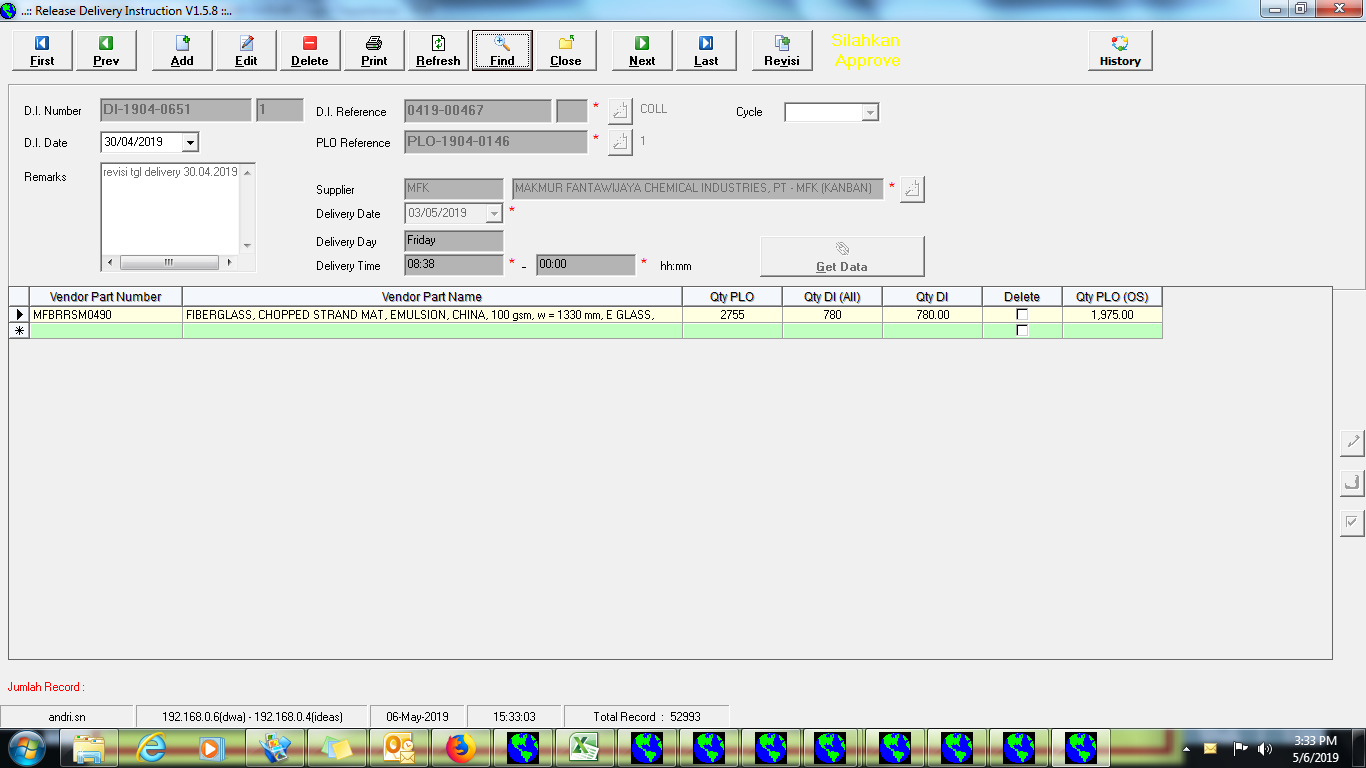 ..:: Release Delivery Instruction V1.5.8 ::..
First Prev Add Edit Delete Print Refresh Find Close Next Last Revisi Silahkan Approve History
D.I. Number DI-1904-0651 1 D.I. Reference 0419-00467 * COLL Cycle
D.I. Date 30/04/2019 PLO Reference PLO-1904-0146 * 1
Remarks revisi tgl delivery 30.04.2019
Supplier MFK MAKMUR FANTAWIJAYA CHEMICAL INDUSTRIES, PT - MFK (KANBAN) *
Delivery Date 03/05/2019 *
Delivery Day Friday
Delivery Time 08:38 * - 00:00 * hh:mm Get Data
Vendor Part Number Vendor Part Name Qty PLO Qty DI (All) Qty DI Delete Qty PLO (OS)
MFBRRSM0490 FIBERGLASS, CHOPPED STRAND MAT, EMULSION, CHINA, 100 gsm, w = 1330 mm, E GLASS, 2755 780 780.00 1,975.00
Jumlah Record :
andri.sn 192.168.0.6(dwa) - 192.168.0.4(ideas) 06-May-2019 15:33:03 Total Record : 52993
3:33 PM
5/6/2019